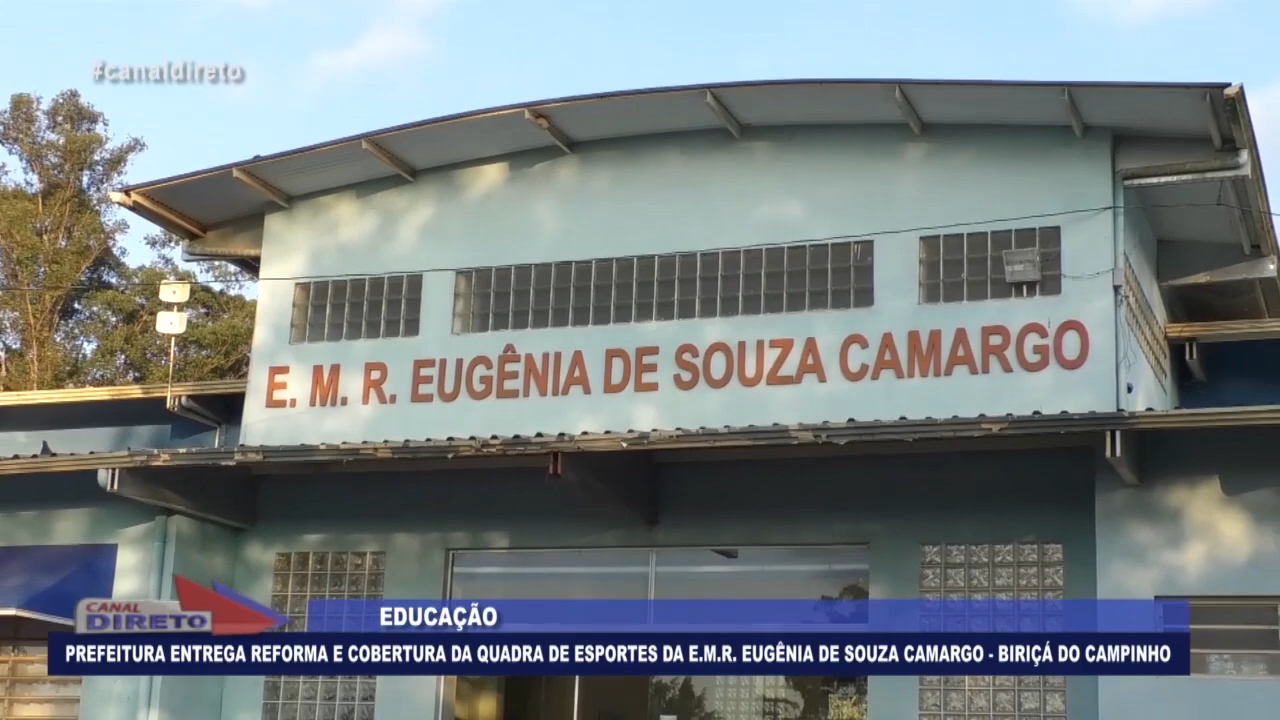 #canaldireto
E. M. R. EUGÊNIA DE SOUZA CAMARGO
CANAL
DIRETO
EDUCAÇÃO
PREFEITURA ENTREGA REFORMA E COBERTURA DA QUADRA DE ESPORTES DA E.M.R. EUGÊNIA DE SOUZA CAMARGO - BIRIÇÁ DO CAMPINHO